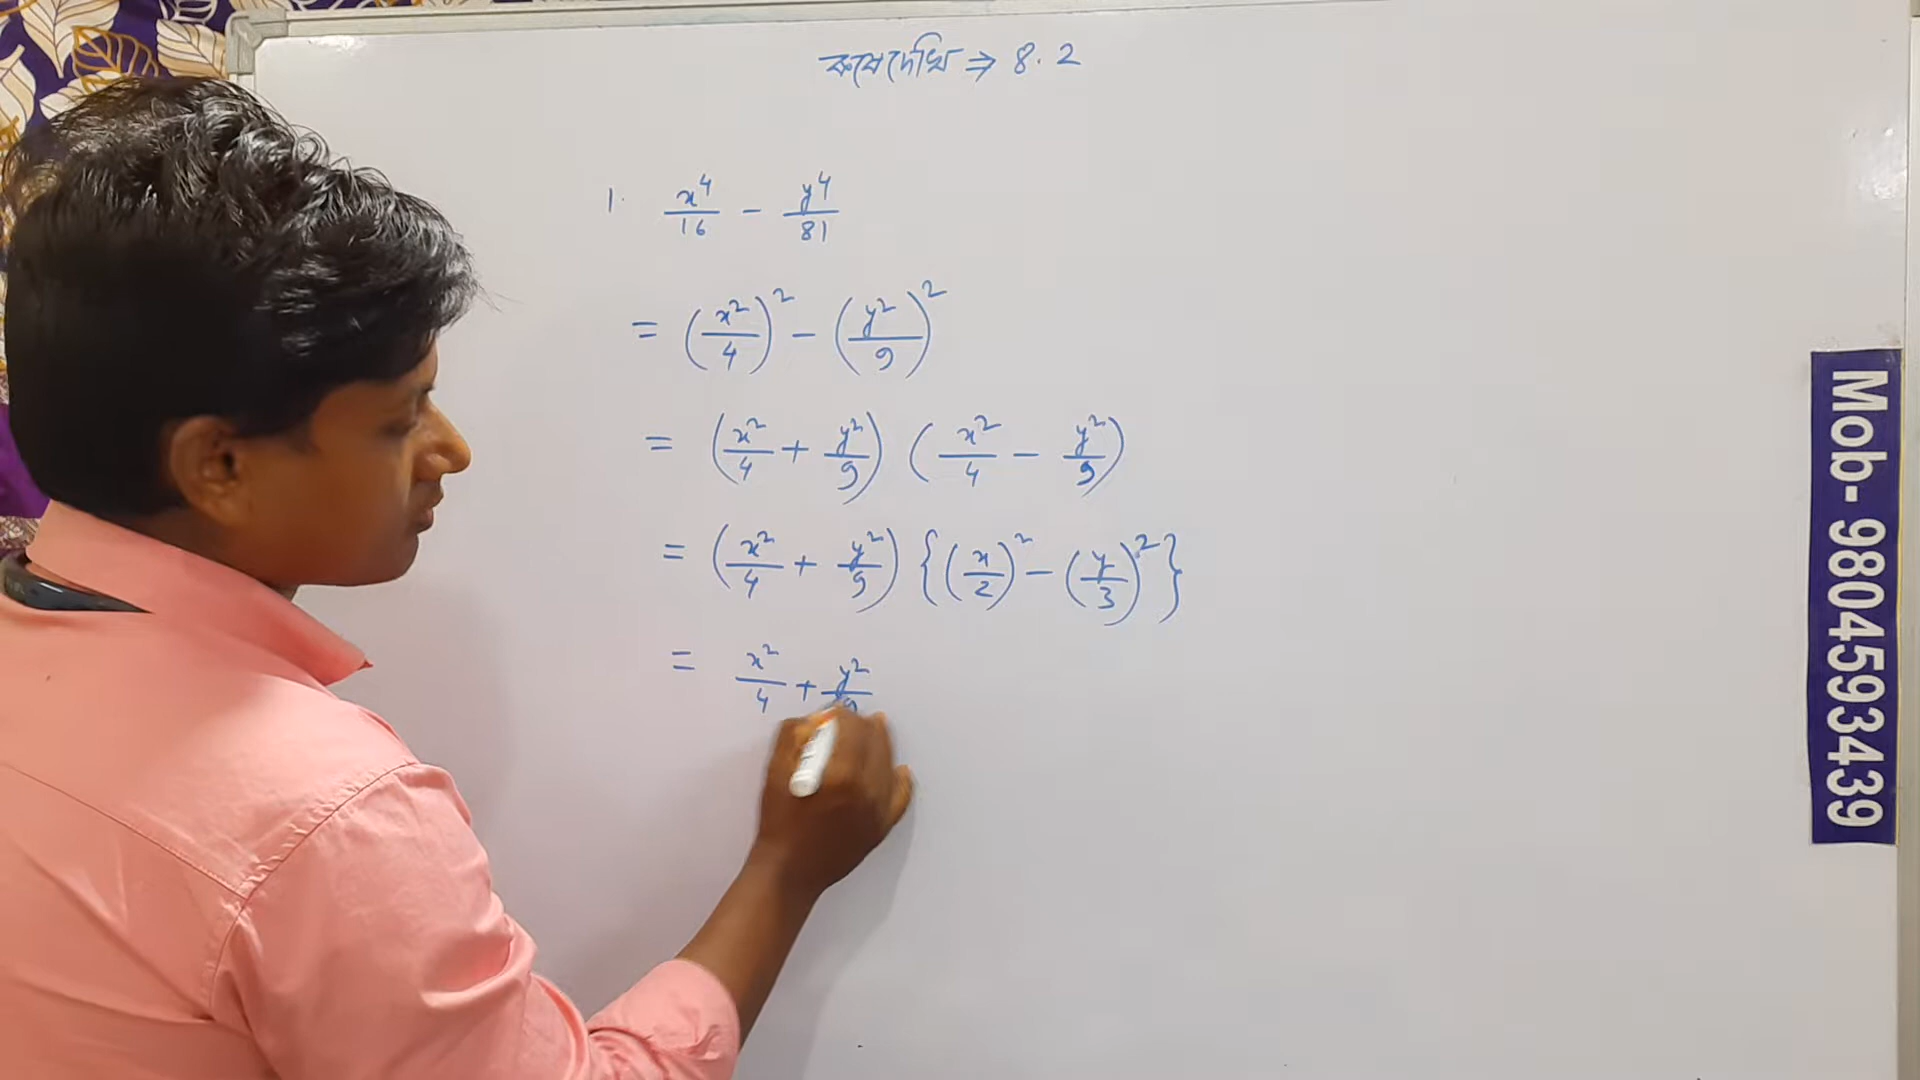 কষে দেখি ⇒ 8.2
1. x⁴/16 - y⁴/81
= (x²/4)² - (y²/9)²
= (x²/4 + y²/9) (x²/4 - y²/9)
= (x²/4 + y²/9) {(x/2)² - (y/3)²}
= x²/4 + y²/9
Mob- 9804593439